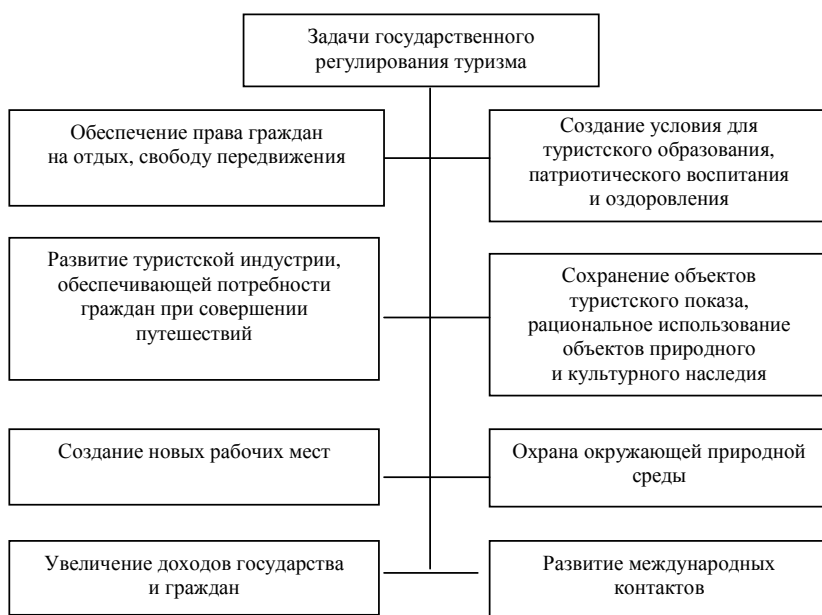 Задачи государственного
регулирования туризма
Обеспечение права граждан
на отдых, свободу передвижения
Создание условия для
туристского образования,
патриотического воспитания
и оздоровления
Развитие туристской индустрии,
обеспечивающей потребности
граждан при совершении
путешествий
Сохранение объектов
туристского показа,
рациональное использование
объектов природного
и культурного наследия
Создание новых рабочих мест
Охрана окружающей природной
среды
Увеличение доходов государства
и граждан
Развитие международных
контактов